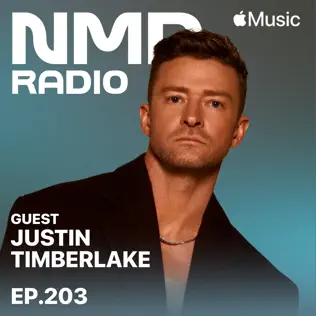 NMD
Music
RADIO
GUEST
JUSTIN
TIMBERLAKE
EP.203